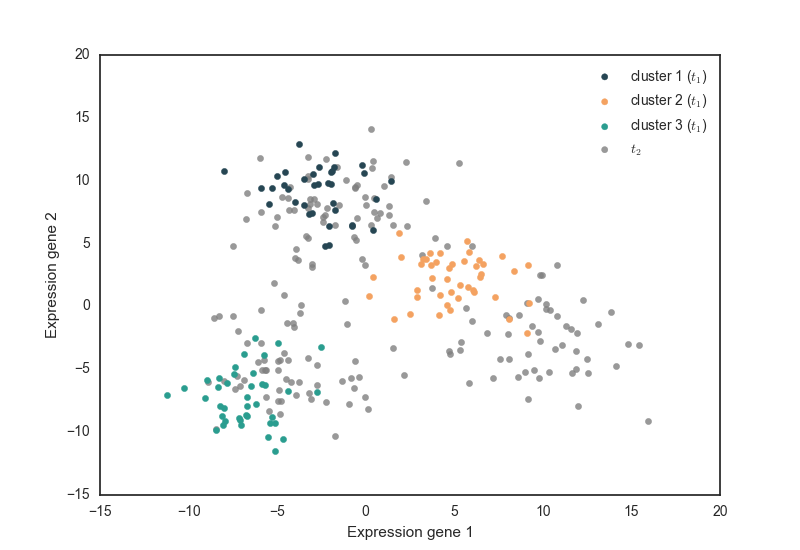 20
15
10
5
0
−5
−10
−15
−15
−10
−5
0
5
10
15
20
Expression gene 1
Expression gene 2
cluster 1 (t₁)
cluster 2 (t₁)
cluster 3 (t₁)
t₂